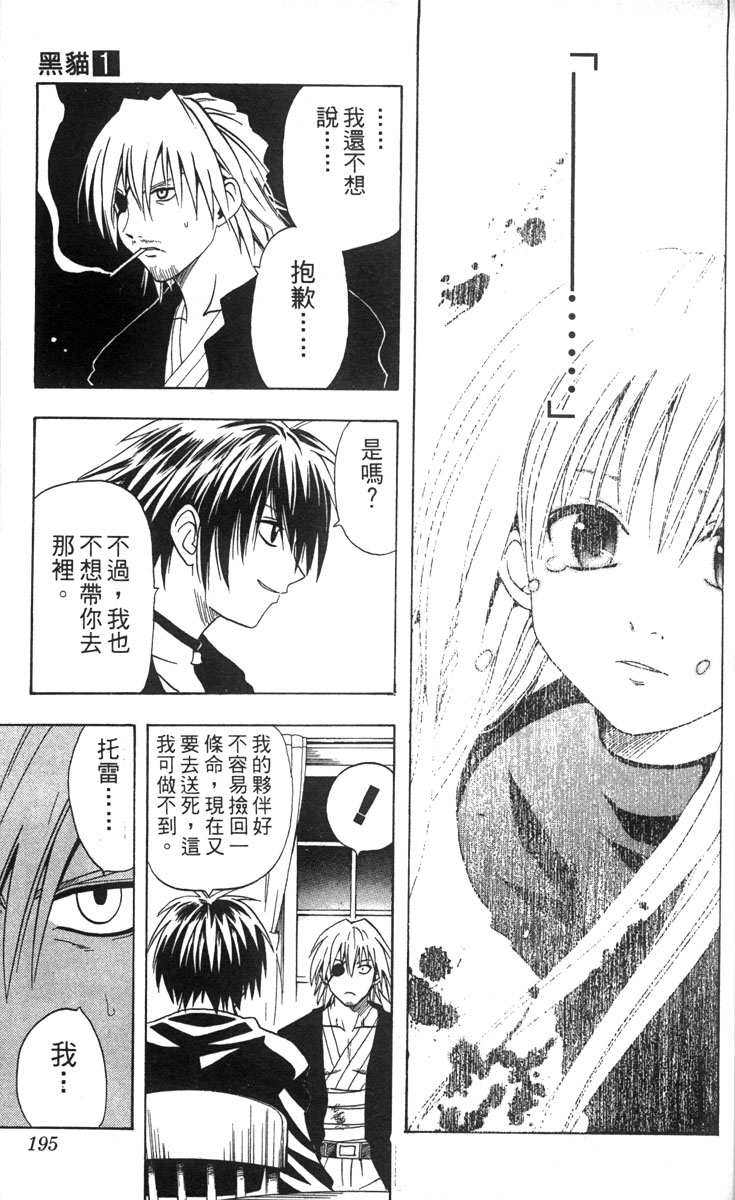 黑貓1
「
—……
」
……
我還不想
說……
抱歉……
是嗎?
不過,我也
不想帶你去
那裡。
!
我的夥伴好
不容易撿回一
條命,現在又
要去送死,這
我可做不到。
托雷……
我…
195